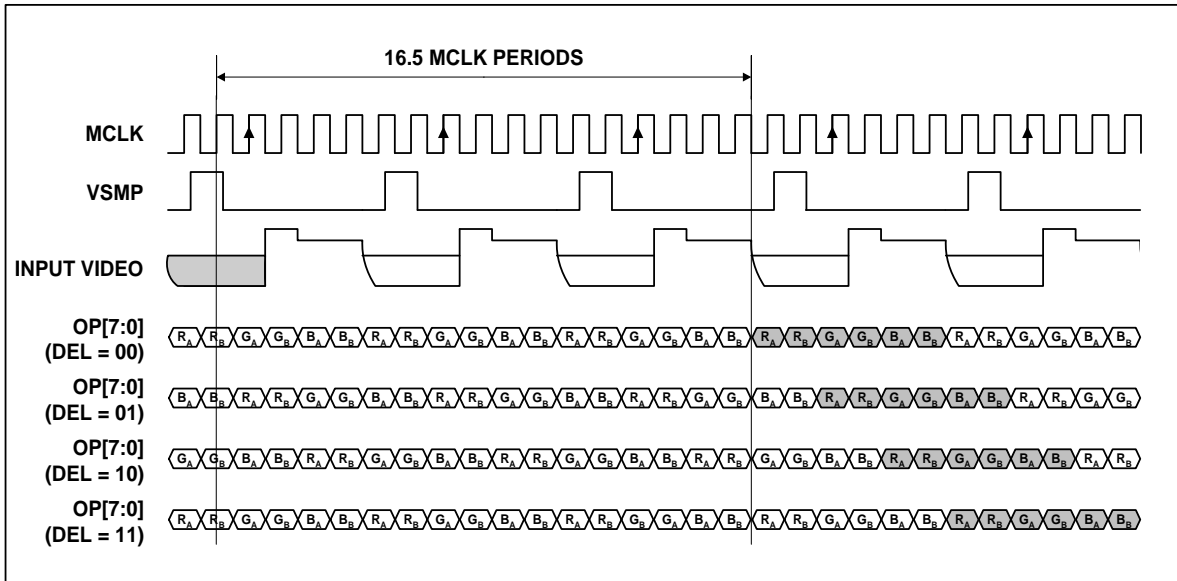 16.5 MCLK PERIODS
MCLK
VSMP
INPUT VIDEO
OP[7:0]
(DEL = 00)
RA RB GA GB BA BB RA RB GA GB BA BB RA RB GA GB BA BB RA RB GA GB BA BB RA RB GA GB BA BB
OP[7:0]
(DEL = 01)
BA BB RA RB GA GB BA BB RA RB GA GB BA BB RA RB GA GB BA BB RA RB GA GB BA BB RA RB GA GB
OP[7:0]
(DEL = 10)
GA GB BA BB RA RB GA GB BA BB RA RB GA GB BA BB RA RB GA GB BA BB RA RB GA GB BA BB RA RB
OP[7:0]
(DEL = 11)
RA RB GA GB BA BB RA RB GA GB BA BB RA RB GA GB BA BB RA RB GA GB BA BB RA RB GA GB BA BB